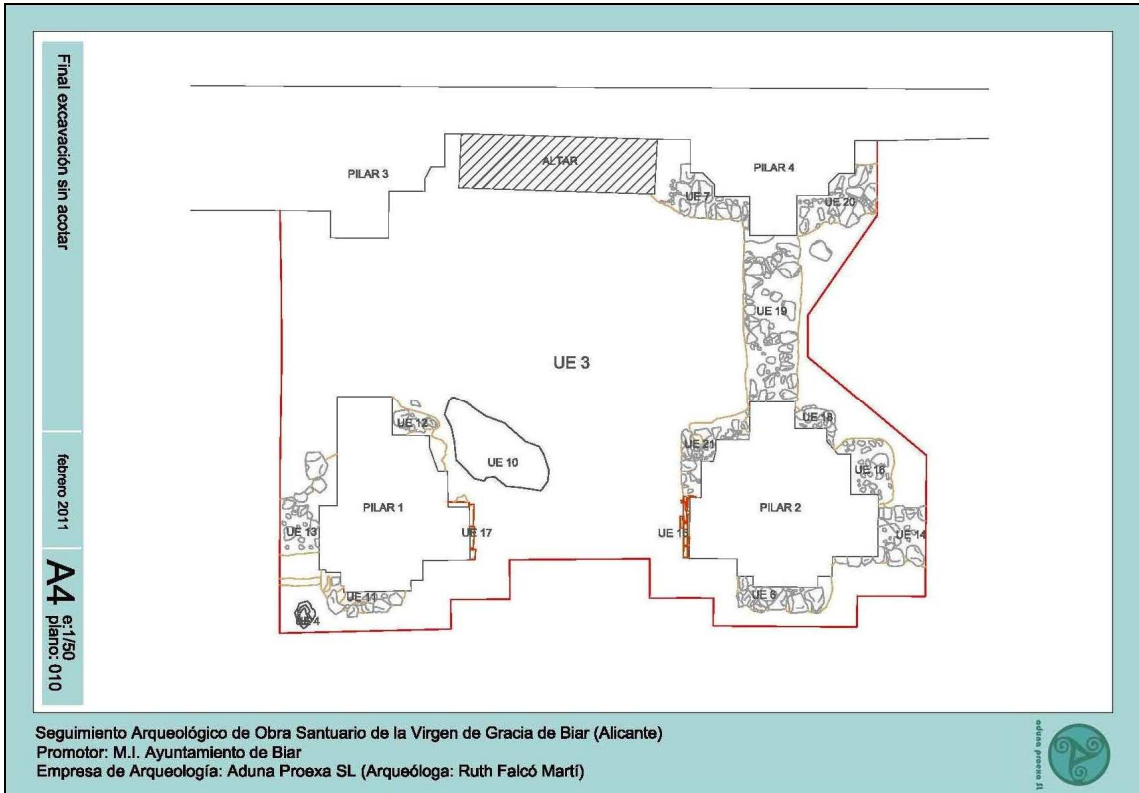 Final excavación sin acotar
febrero 2011
A4 e:1/50
plano: 010
PILAR 3
ALTAR
PILAR 4
UE 7
UE 20
UE 19
UE 3
UE 12
UE 18
UE 21
UE 10
UE 16
PILAR 1
PILAR 2
UE 13
UE 17
UE 14
UE 11
UE 6
UE 4
Seguimiento Arqueológico de Obra Santuario de la Virgen de Gracia de Biar (Alicante)
Promotor: M.I. Ayuntamiento de Biar
Empresa de Arqueología: Aduna Proexa SL (Arqueóloga: Ruth Falcó Martí)
aduna proexa sl